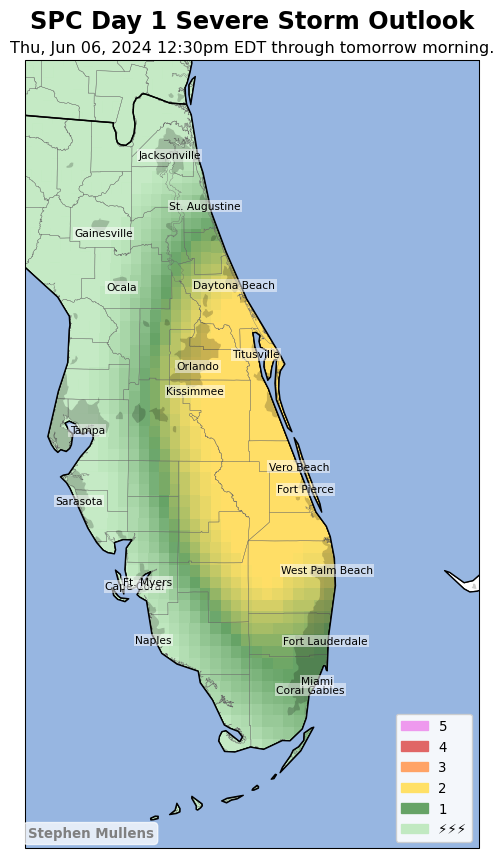 SPC Day 1 Severe Storm Outlook
Thu, Jun 06, 2024 12:30pm EDT through tomorrow morning.
Jacksonville
St. Augustine
Gainesville
Ocala
Daytona Beach
Titusville
Orlando
Kissimmee
Tampa
Vero Beach
Fort Pierce
Sarasota
West Palm Beach
Ft. Myers
Cape Coral
Naples
Fort Lauderdale
Miami
Coral Gables
5
4
3
2
1
⚡⚡⚡
Stephen Mullens